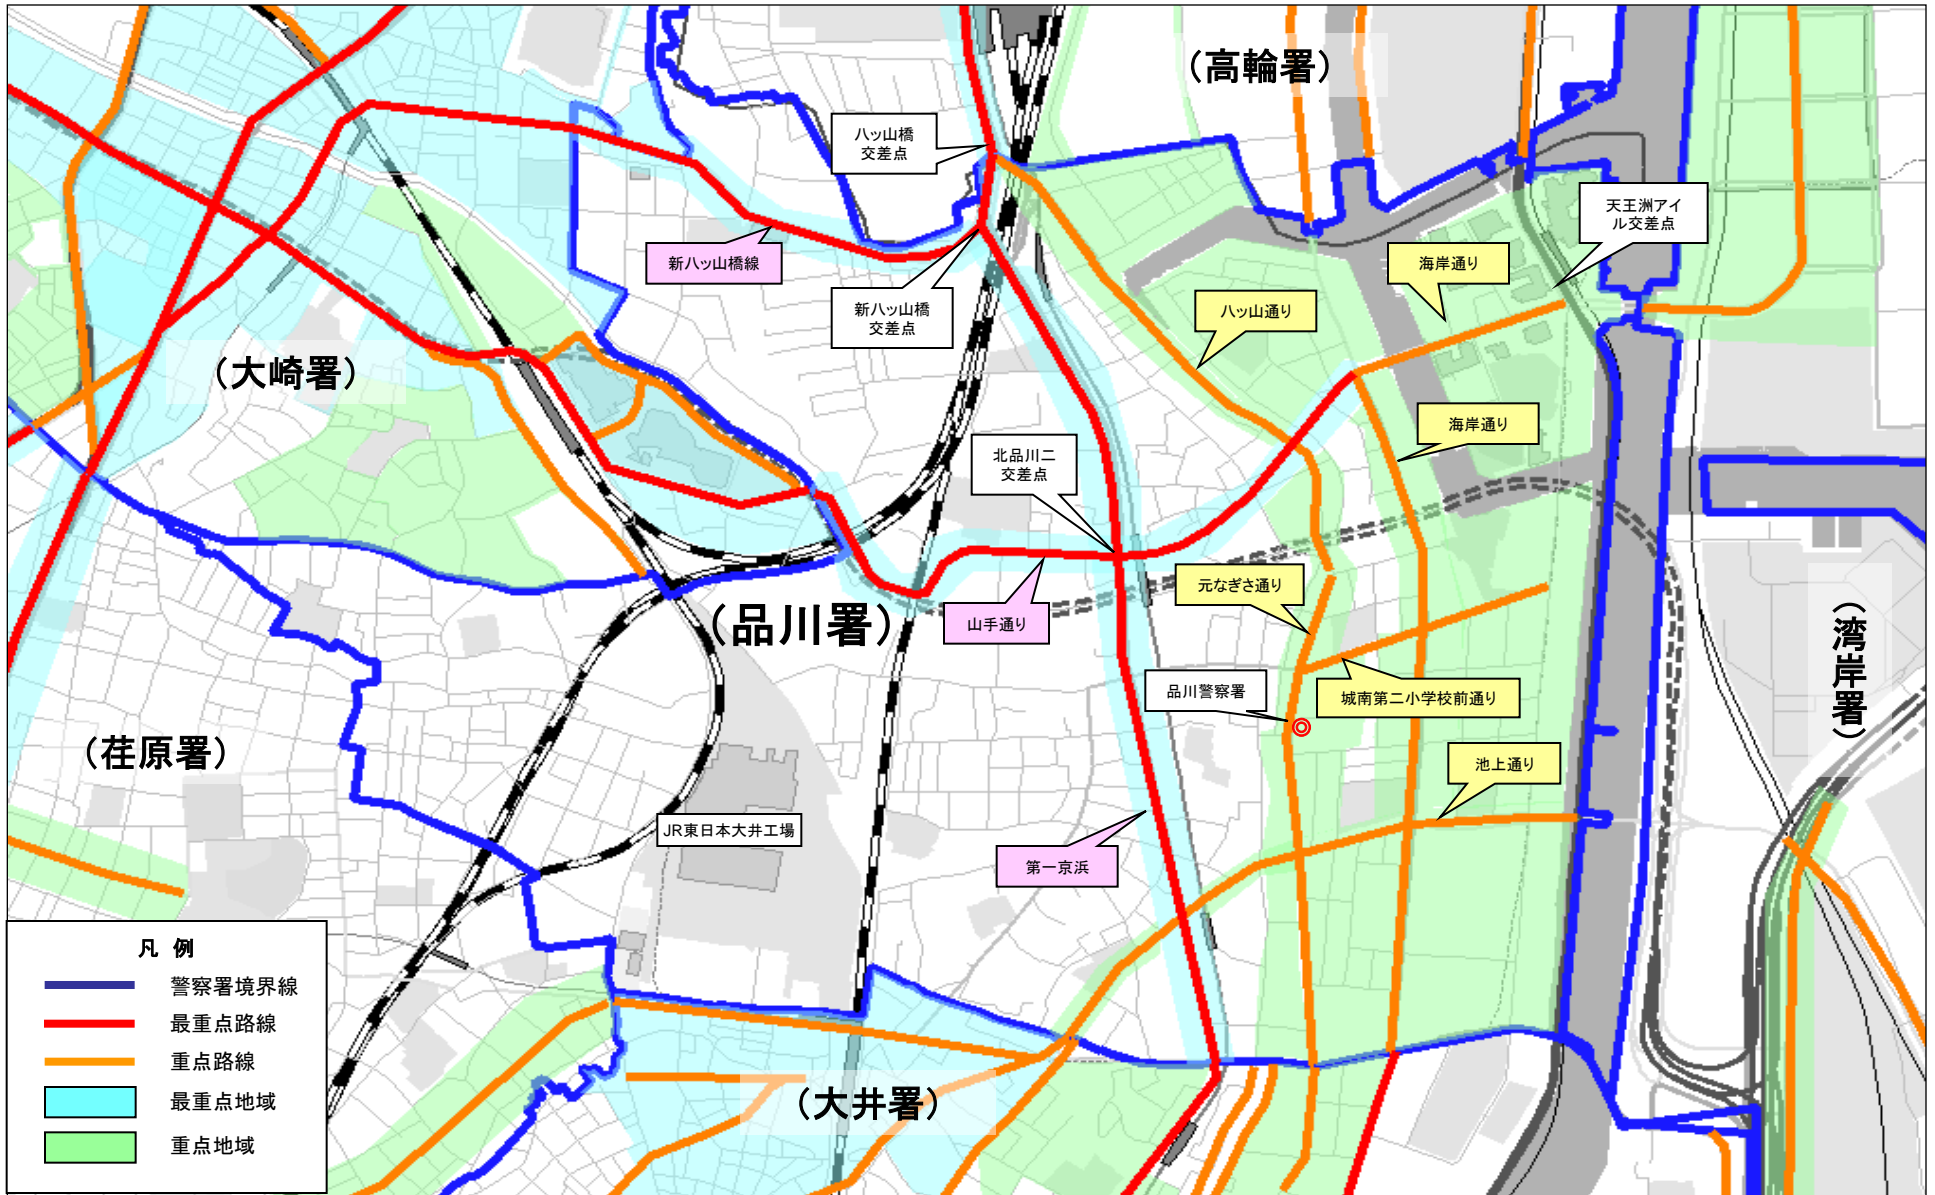 (高輪署)
八ッ山橋
交差点
天王洲アイ
ル交差点
新八ッ山橋線
海岸通り
新八ッ山橋
交差点
八ッ山通り
(大崎署)
海岸通り
北品川二
交差点
元なぎさ通り
(品川署)
山手通り
(湾岸署)
品川警察署
城南第二小学校前通り
(荏原署)
池上通り
JR東日本大井工場
第一京浜
凡 例
警察署境界線
最重点路線
重点路線
最重点地域
重点地域
(大井署)